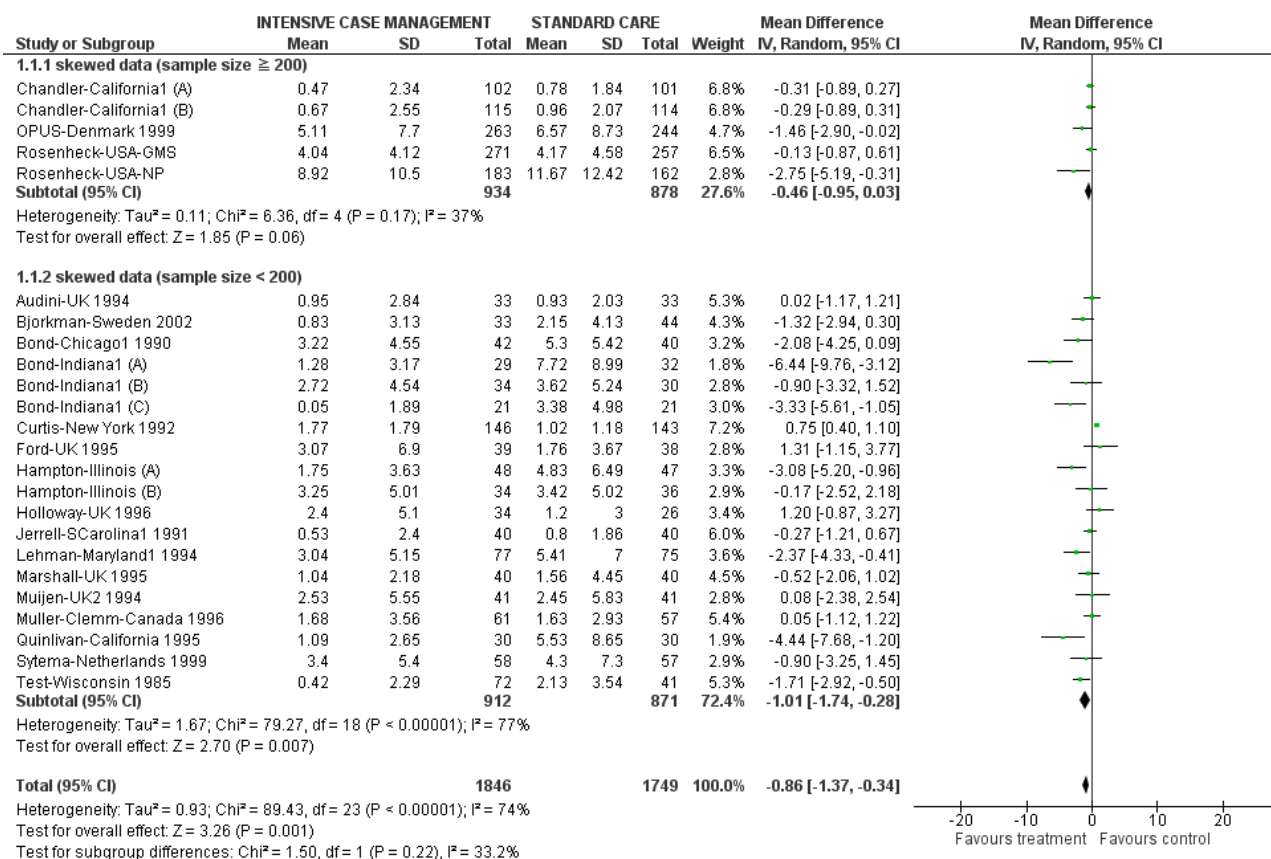 INTENSIVE CASE MANAGEMENT STANDARD CARE Mean Difference Mean Difference
Study or Subgroup Mean SD Total Mean SD Total Weight IV, Random, 95% CI IV, Random, 95% CI
1.1.1 skewed data (sample size ≧ 200)
Chandler-California1 (A) 0.47 2.34 102 0.78 1.84 101 6.8% -0.31 [-0.89, 0.27]
Chandler-California1 (B) 0.67 2.55 115 0.96 2.07 114 6.8% -0.29 [-0.89, 0.31]
OPUS-Denmark 1999 5.11 7.7 263 6.57 8.73 244 4.7% -1.46 [-2.90, -0.02]
Rosenheck-USA-GMS 4.04 4.12 271 4.17 4.58 257 6.5% -0.13 [-0.87, 0.61]
Rosenheck-USA-NP 8.92 10.5 183 11.67 12.42 162 2.8% -2.75 [-5.19, -0.31]
Subtotal (95% CI) 934 878 27.6% -0.46 [-0.95, 0.03]
Heterogeneity: Tau² = 0.11; Chi² = 6.36, df = 4 (P = 0.17); I² = 37%
Test for overall effect: Z = 1.85 (P = 0.06)
1.1.2 skewed data (sample size < 200)
Audini-UK 1994 0.95 2.84 33 0.93 2.03 33 5.3% 0.02 [-1.17, 1.21]
Bjorkman-Sweden 2002 0.83 3.13 33 2.15 4.13 44 4.3% -1.32 [-2.94, 0.30]
Bond-Chicago1 1990 3.22 4.55 42 5.3 5.42 40 3.2% -2.08 [-4.25, 0.09]
Bond-Indiana1 (A) 1.28 3.17 29 7.72 8.99 32 1.8% -6.44 [-9.76, -3.12]
Bond-Indiana1 (B) 2.72 4.54 34 3.62 5.24 30 2.8% -0.90 [-3.32, 1.52]
Bond-Indiana1 (C) 0.05 1.89 21 3.38 4.98 21 3.0% -3.33 [-5.61, -1.05]
Curtis-New York 1992 1.77 1.79 146 1.02 1.18 143 7.2% 0.75 [0.40, 1.10]
Ford-UK 1995 3.07 6.9 39 1.76 3.67 38 2.8% 1.31 [-1.15, 3.77]
Hampton-Illinois (A) 1.75 3.63 48 4.83 6.49 47 3.3% -3.08 [-5.20, -0.96]
Hampton-Illinois (B) 3.25 5.01 34 3.42 5.02 36 2.9% -0.17 [-2.52, 2.18]
Holloway-UK 1996 2.4 5.1 34 1.2 3 26 3.4% 1.20 [-0.87, 3.27]
Jerrell-SCarolina1 1991 0.53 2.4 40 0.8 1.86 40 6.1% -0.27 [-1.21, 0.67]
Lehman-Maryland1 1994 3.04 5.15 77 5.41 7 75 3.6% -2.37 [-4.33, -0.41]
Marshall-UK 1995 1.04 2.18 40 1.56 4.45 40 4.5% -0.52 [-2.06, 1.02]
Muijen-UK2 1994 2.53 5.55 41 2.45 5.83 41 2.8% 0.08 [-2.38, 2.54]
Muller-Clemm-Canada 1996 1.68 3.56 61 1.63 2.93 57 5.4% 0.05 [-1.12, 1.22]
Quinlivan-California 1995 1.09 2.65 30 5.53 8.65 30 1.9% -4.44 [-7.68, -1.20]
Sytema-Netherlands 1999 3.4 5.4 58 4.3 7.3 57 2.9% -0.90 [-3.25, 1.45]
Test-Wisconsin 1985 0.42 2.29 72 2.13 3.54 41 5.3% -1.71 [-2.92, -0.50]
Subtotal (95% CI) 912 871 72.4% -1.01 [-1.74, -0.28]
Heterogeneity: Tau² = 1.67; Chi² = 79.27, df = 18 (P < 0.00001); I² = 77%
Test for overall effect: Z = 2.70 (P = 0.007)
Total (95% CI) 1846 1749 100.0% -0.86 [-1.37, -0.34]
Heterogeneity: Tau² = 0.93; Chi² = 89.43, df = 23 (P < 0.00001); I² = 74%
Test for overall effect: Z = 3.26 (P = 0.001)
Test for subgroup differences: Chi² = 1.50, df = 1 (P = 0.22), I² = 33.2%
-20 -10 0 10 20
Favours treatment Favours control